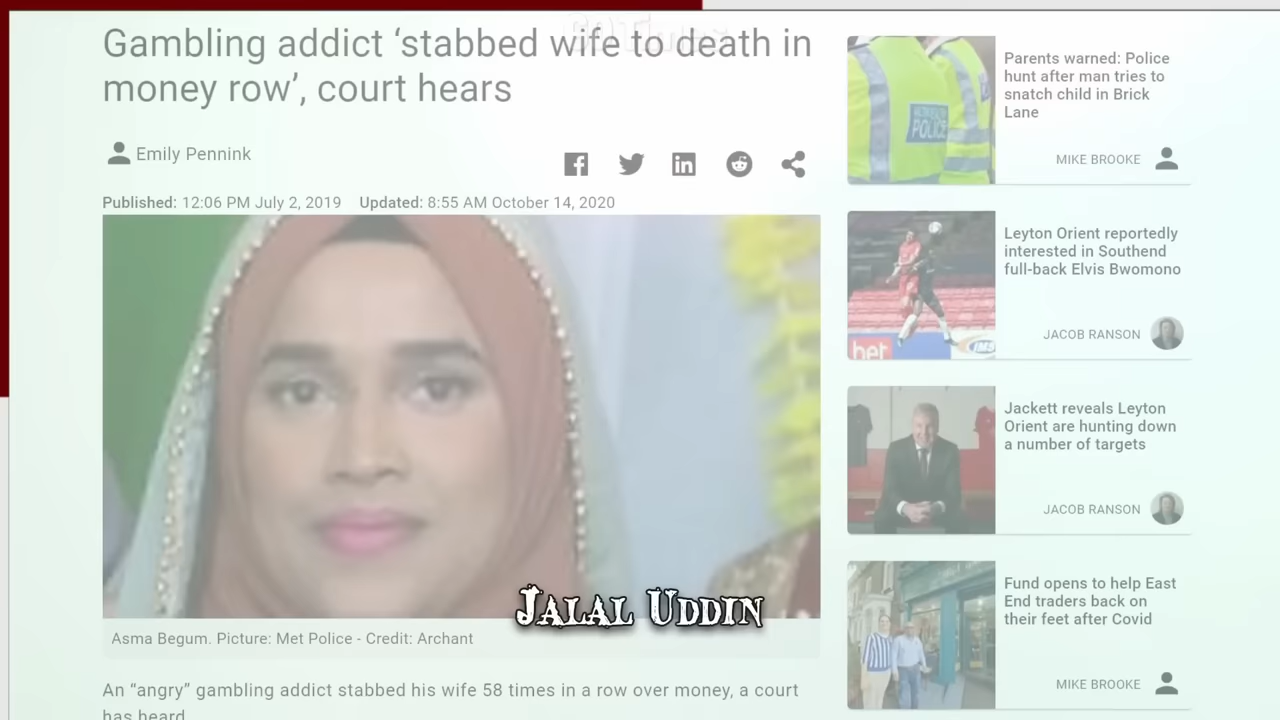 Gambling addict ‘stabbed wife to death in
money row’, court hears
Emily Pennink
Published: 12:06 PM July 2, 2019 Updated: 8:55 AM October 14, 2020
JALAL UDDIN
Asma Begum. Picture: Met Police - Credit: Archant
An “angry” gambling addict stabbed his wife 58 times in a row over money, a court
has heard
Parents warned: Police
hunt after man tries to
snatch child in Brick
Lane
MIKE BROOKE
POLICE
Leyton Orient reportedly
interested in Southend
full-back Elvis Bwomono
JACOB RANSON
bet
Jackett reveals Leyton
Orient are hunting down
a number of targets
JACOB RANSON
Fund opens to help East
End traders back on
their feet after Covid
MIKE BROOKE